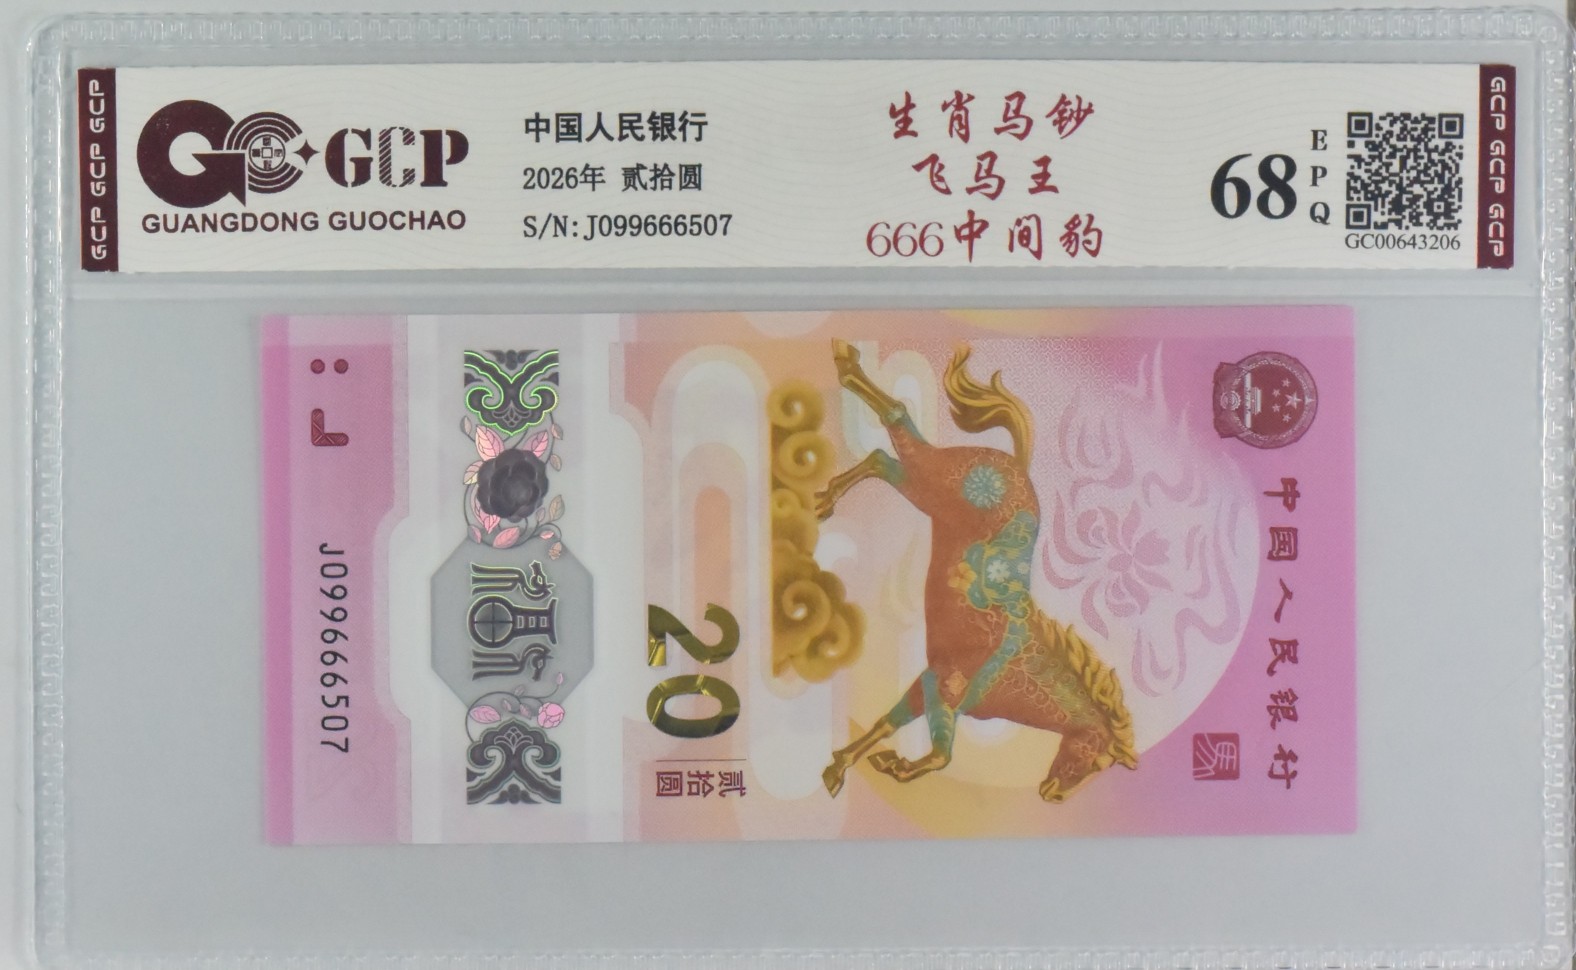 GCP GCP GCP
GCP
GUANGDONG GUOCHAO
中国人民银行
2026年 贰拾圆
S/N:J099666507
生肖马钞
飞马王
666中间豹
68
EPQ
GC00643206
GCP GCP GCP
中国人民银行
馬
20
贰拾圆
J099666507